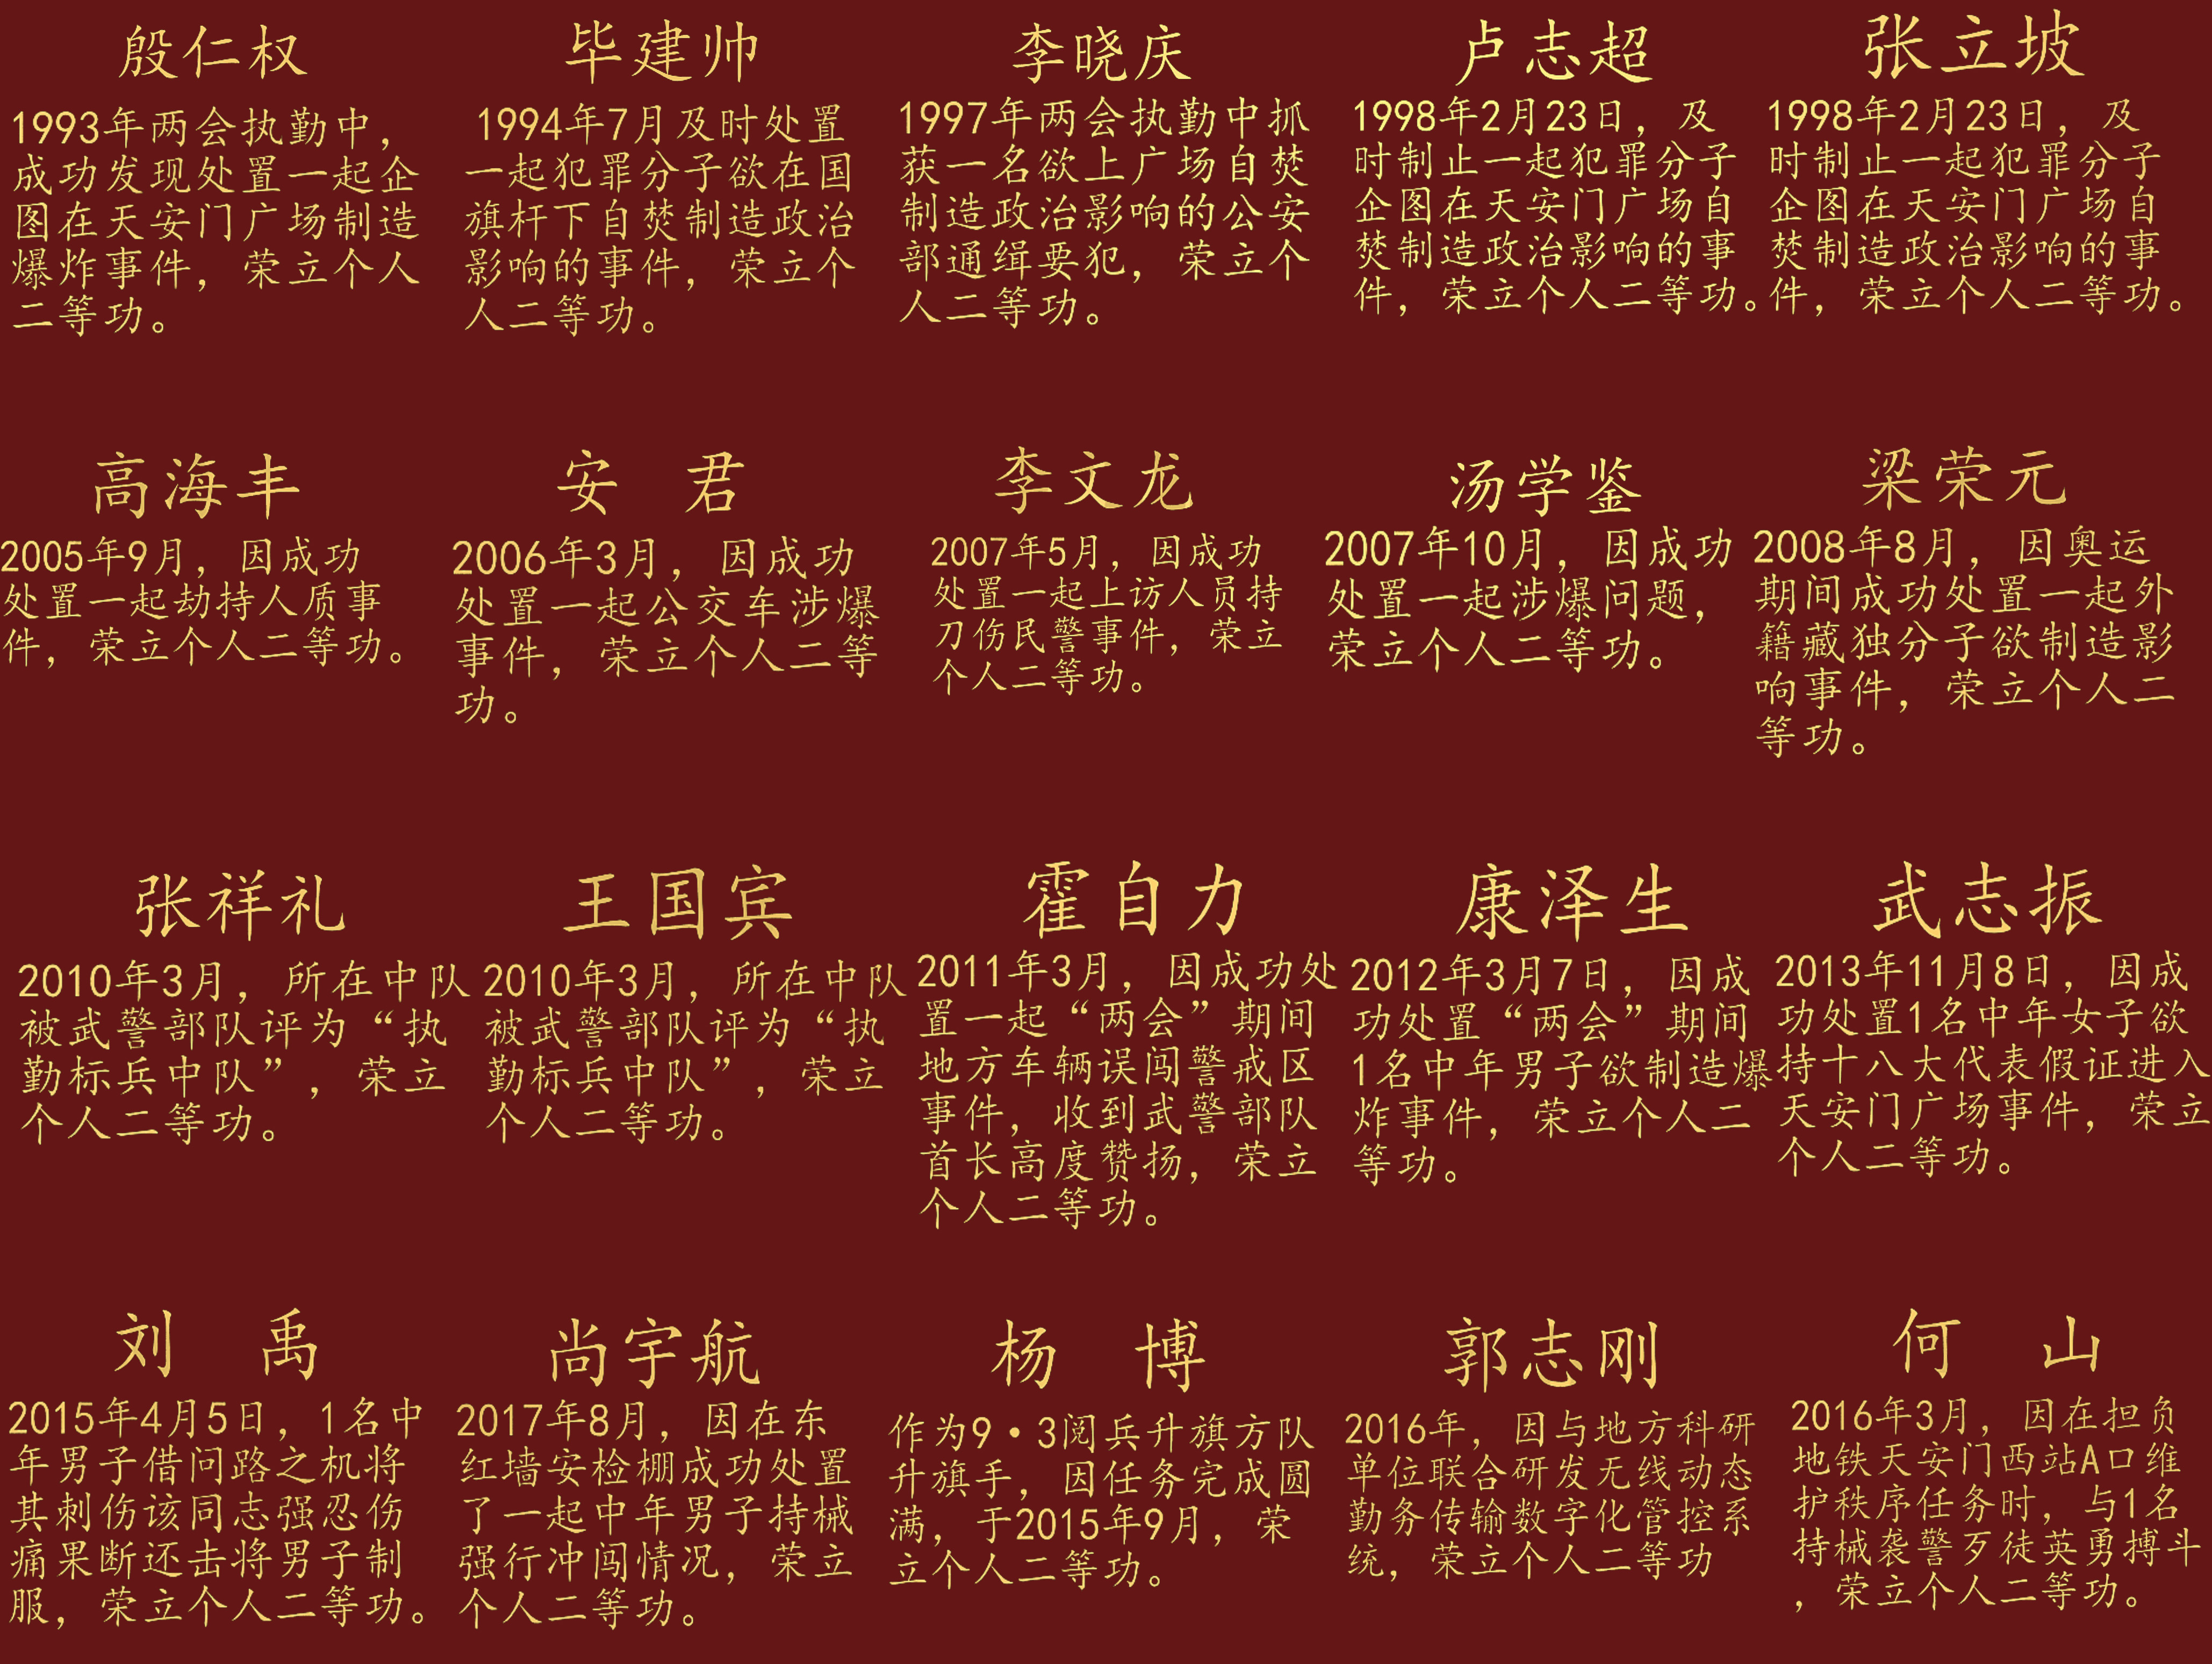 殷仁权
1993年两会执勤中，
成功发现处置一起企
图在天安门广场制造
爆炸事件，荣立个人
二等功。
毕建帅
1994年7月及时处置
一起犯罪分子欲在国
旗杆下自焚制造政治
影响的事件，荣立个
人二等功。
李晓庆
1997年两会执勤中抓
获一名欲上广场自焚
制造政治影响的公安
部通缉要犯，荣立个
人二等功。
卢志超
1998年2月23日，及
时制止一起犯罪分子
企图在天安门广场自
焚制造政治影响的事
件，荣立个人二等功。
张立坡
1998年2月23日，及
时制止一起犯罪分子
企图在天安门广场自
焚制造政治影响的事
件，荣立个人二等功。
高海丰
2005年9月，因成功
处置一起劫持人质事
件，荣立个人二等功。
安 君
2006年3月，因成功
处置一起公交车涉爆
事件，荣立个人二等
功。
李文龙
2007年5月，因成功
处置一起上访人员持
刀伤民警事件，荣立
个人二等功。
汤学鉴
2007年10月，因成功
处置一起涉爆问题，
荣立个人二等功。
梁荣元
2008年8月，因奥运
期间成功处置一起外
籍藏独分子欲制造影
响事件，荣立个人二
等功。
张祥礼
2010年3月，所在中队
被武警部队评为“执
勤标兵中队”，荣立
个人二等功。
王国宾
2010年3月，所在中队
被武警部队评为“执
勤标兵中队”，荣立
个人二等功。
霍自力
2011年3月，因成功处
置一起“两会”期间
地方车辆误闯警戒区
事件，收到武警部队
首长高度赞扬，荣立
个人二等功。
康泽生
2012年3月7日，因成
功处置“两会”期间
1名中年男子欲制造爆
炸事件，荣立个人二
等功。
武志振
2013年11月8日，因成
功处置1名中年女子欲
持十八大代表假证进入
天安门广场事件，荣立
个人二等功。
刘 禹
2015年4月5日，1名中
年男子借问路之机将
其刺伤该同志强忍伤
痛果断还击将男子制
服，荣立个人二等功。
尚宇航
2017年8月，因在东
红墙安检棚成功处置
了一起中年男子持械
强行冲闯情况，荣立
个人二等功。
杨 博
作为9·3阅兵升旗方队
升旗手，因任务完成圆
满，于2015年9月，荣
立个人二等功。
郭志刚
2016年，因与地方科研
单位联合研发无线动态
勤务传输数字化管控系
统，荣立个人二等功
何 山
2016年3月，因在担负
地铁天安门西站A口维
护秩序任务时，与1名
持械袭警歹徒英勇搏斗
，荣立个人二等功。